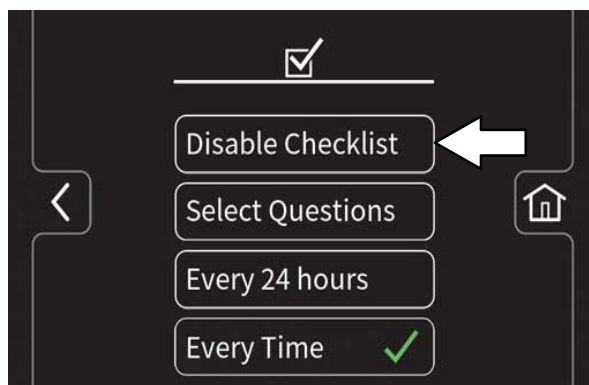 Disable Checklist
Select Questions
Every 24 hours
Every Time